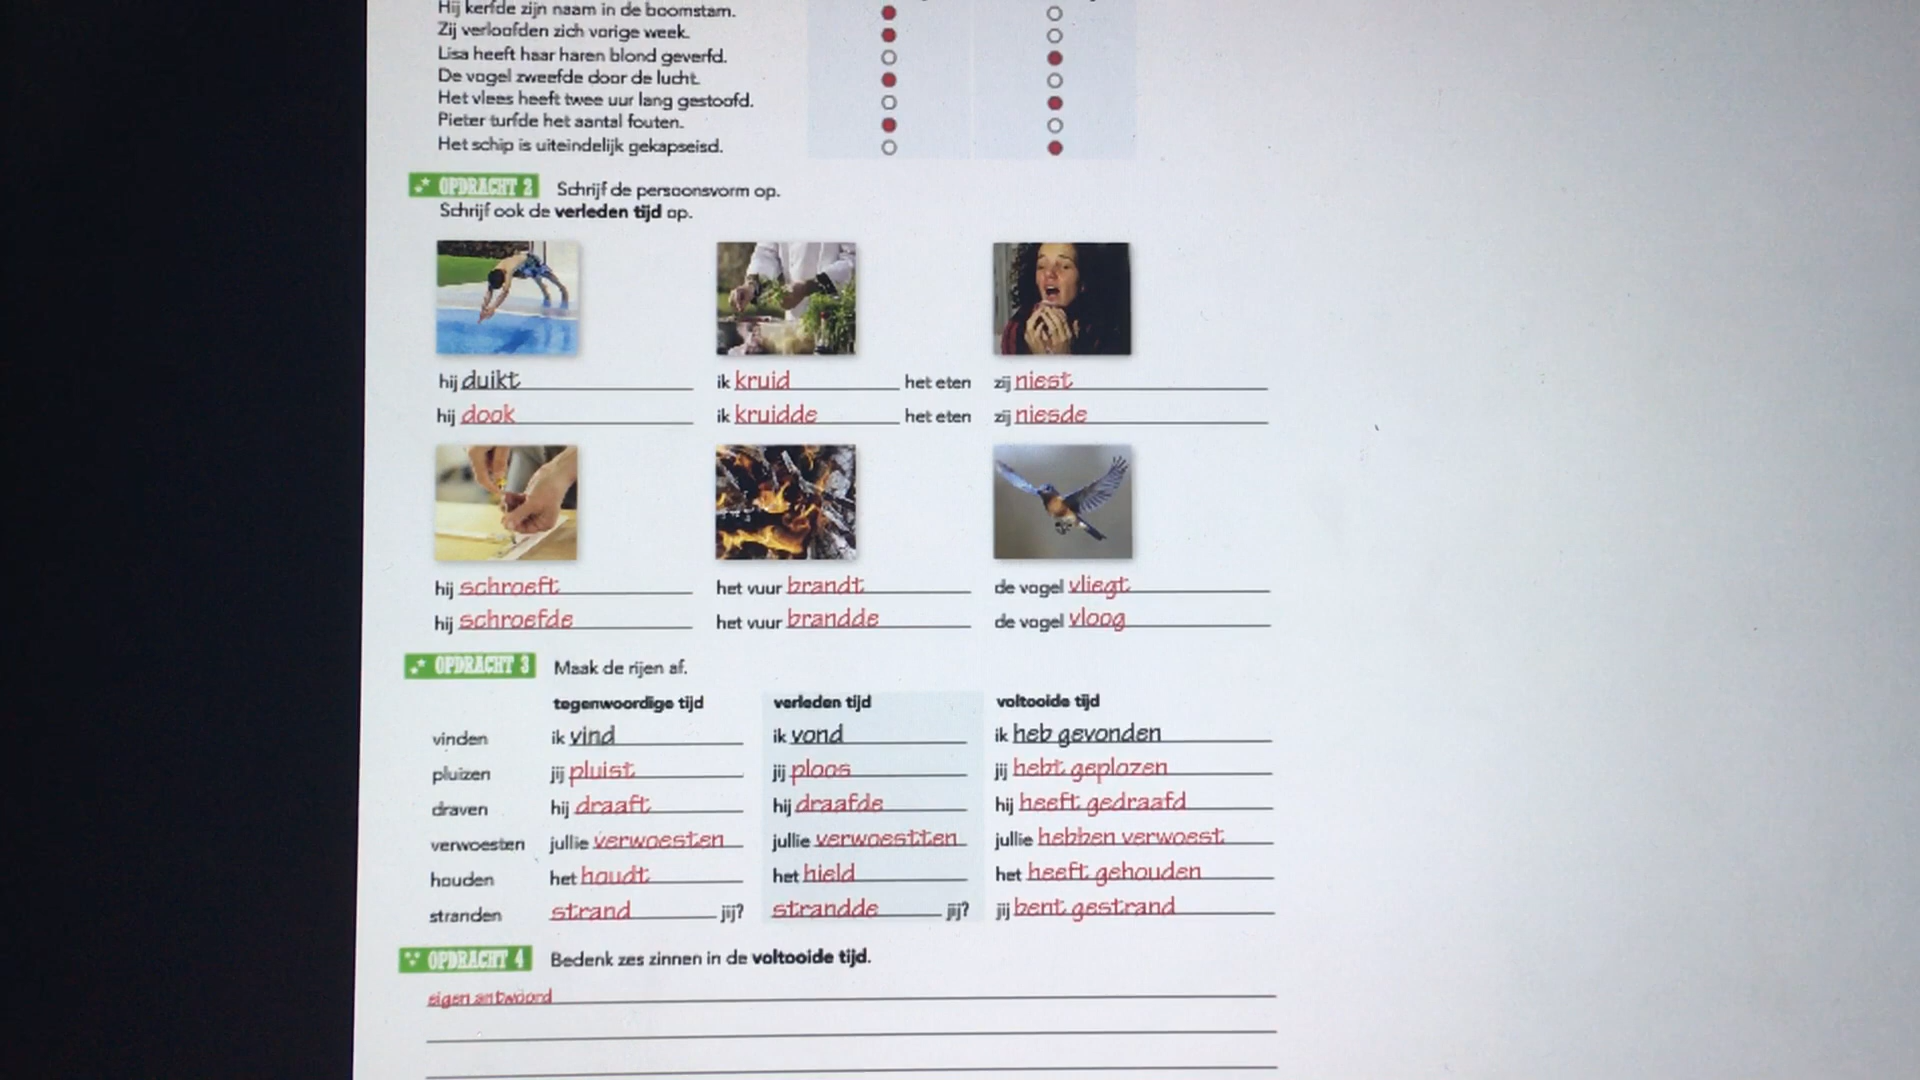 Hij kerfde zijn naam in de boomstam.
Zij verloofden zich vorige week.
Lisa heeft haar haren blond geverfd.
De vogel zweefde door de lucht.
Het vlees heeft twee uur lang gestoofd.
Pieter turfde het aantal fouten.
Het schip is uiteindelijk gekapseisd.
OPDRACHT 2 Schrijf de persoonsvorm op.
Schrijf ook de verleden tijd op.
hij duikt ik kruid het eten zij niest
hij dook ik kruidde het eten zij niesde
hij schroeft het vuur brandt de vogel vliegt
hij schroefde het vuur brandde de vogel vloog
OPDRACHT 3 Maak de rijen af.
tegenwoordige tijd verleden tijd voltooide tijd
vinden ik vind ik vond ik heb gevonden
pluizen jij pluist jij ploos jij hebt geplozen
draven hij draaft hij draafde hij heeft gedraafd
verwoesten jullie verwoesten jullie verwoestten jullie hebben verwoest
houden het houdt het hield het heeft gehouden
stranden strand jij? strandde jij? jij bent gestrand
OPDRACHT 4 Bedenk zes zinnen in de voltooide tijd.
eigen antwoord